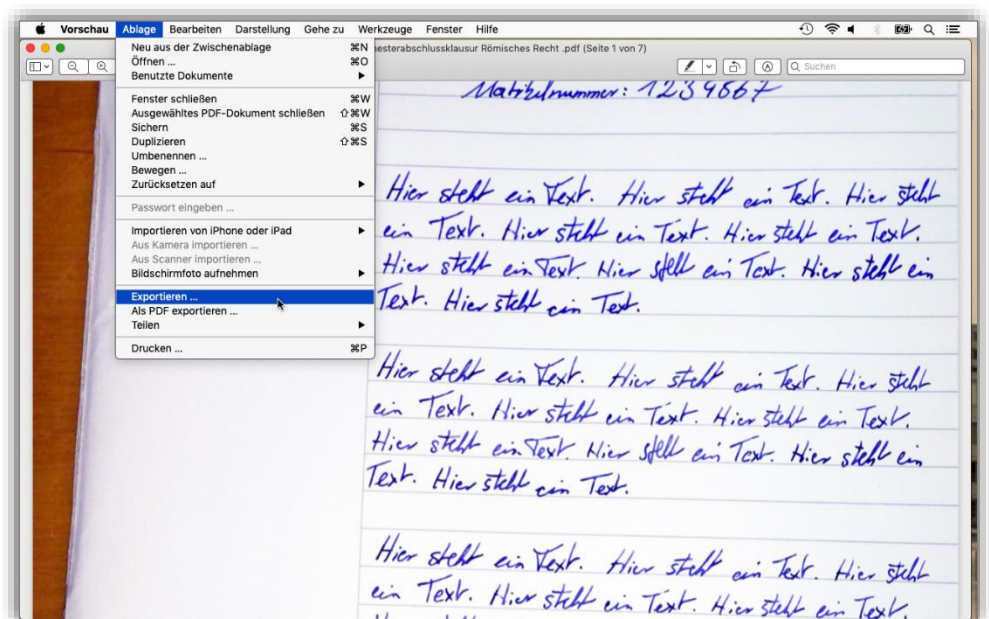 Vorschau Ablage Bearbeiten Darstellung Gehe zu Werkzeuge Fenster Hilfe
esterabschlussklausur Römisches Recht .pdf (Seite 1 von 7)
Suchen
Neu aus der Zwischenablage ⌘N
Öffnen ... ⌘O
Benutzte Dokumente ▶
Fenster schließen ⌘W
Ausgewähltes PDF-Dokument schließen ⇧⌘W
Sichern ⌘S
Duplizieren ⇧⌘S
Umbenennen ...
Bewegen ...
Zurücksetzen auf ▶
Passwort eingeben ...
Importieren von iPhone oder iPad ▶
Aus Kamera importieren ...
Aus Scanner importieren ...
Bildschirmfoto aufnehmen ▶
Exportieren ...
Als PDF exportieren ...
Teilen ▶
Drucken ... ⌘P
Matrikelnummer: 1234567
Hier steht ein Text. Hier steht ein Text. Hier steht
ein Text. Hier steht ein Text. Hier steht ein Text.
Hier steht ein Text. Hier steht ein Text. Hier steht ein
Text. Hier steht ein Text.
Hier steht ein Text. Hier steht ein Text. Hier steht
ein Text. Hier steht ein Text. Hier steht ein Text.
Hier steht ein Text. Hier steht ein Text. Hier steht ein
Text. Hier steht ein Text.
Hier steht ein Text. Hier steht ein Text. Hier steht
ein Text. Hier steht ein Text. Hier steht ein Text.